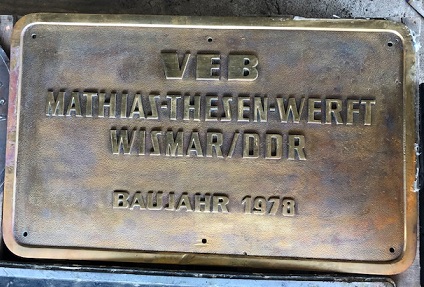 VEB
MATHIAS-THESEN-WERFT
WISMAR/DDR
BAUJAHR 1978